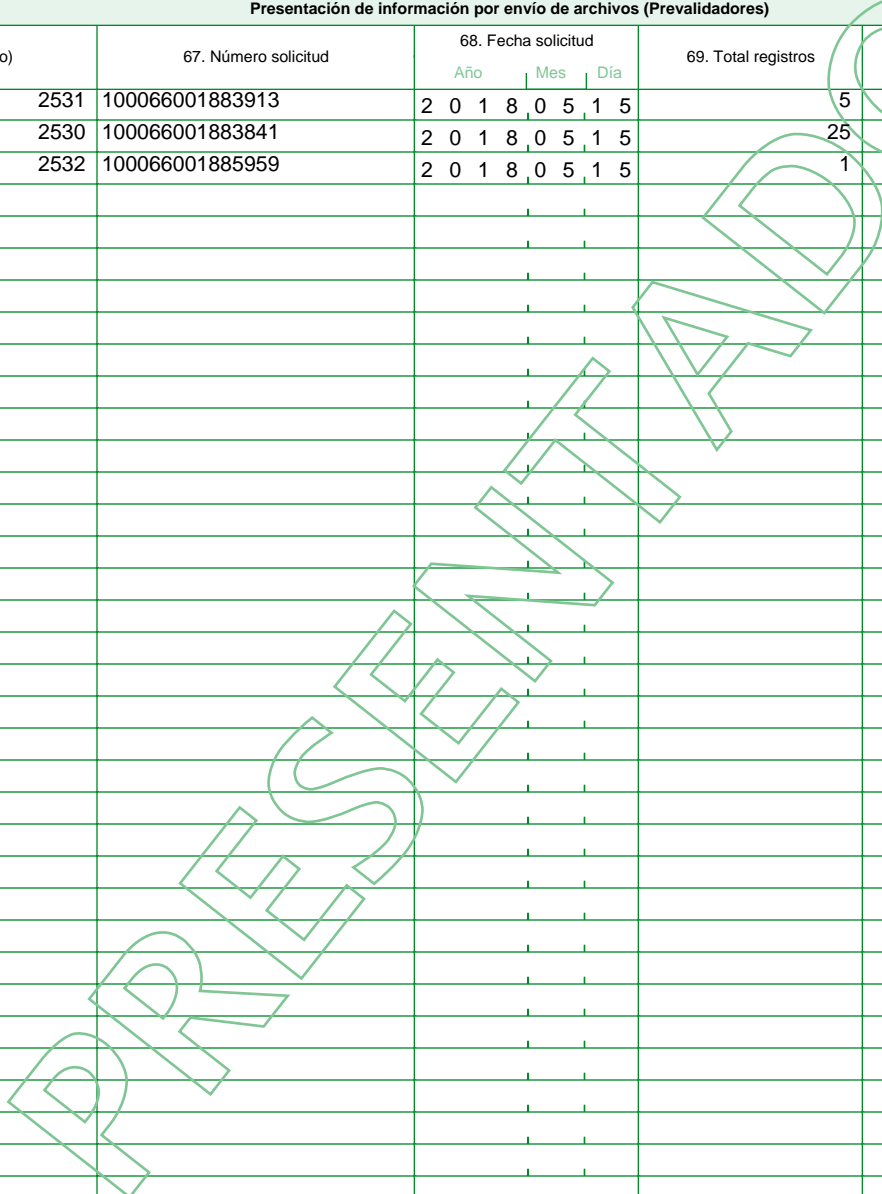 Presentación de información por envío de archivos (Prevalidadores)
o) 67. Número solicitud 68. Fecha solicitud 69. Total registros
Año Mes Día
2531 100066001883913 2 0 1 8 0 5 1 5 5
2530 100066001883841 2 0 1 8 0 5 1 5 25
2532 100066001885959 2 0 1 8 0 5 1 5 1
PRESENTADO